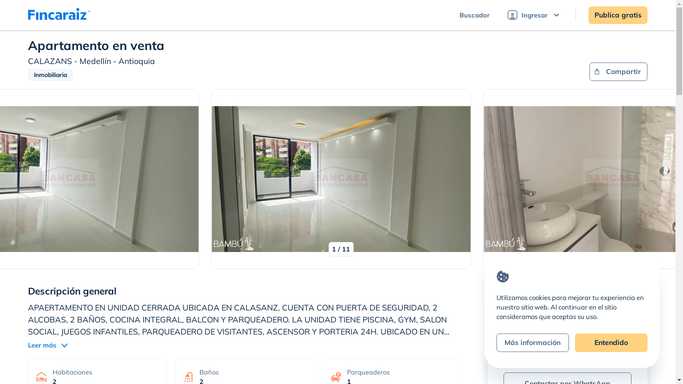 Fincaraiz
Buscador
Ingresar
Publica gratis
Apartamento en venta
CALAZANS - Medellín - Antioquia
Inmobiliaria
Compartir
BAMBÚ
1 / 11
BAMBÚ
Descripción general
APARTAMENTO EN UNIDAD CERRADA UBICADA EN CALASANZ, CUENTA CON PUERTA DE SEGURIDAD, 2
ALCOBAS, 2 BAÑOS, COCINA INTEGRAL, BALCON Y PARQUEADERO. LA UNIDAD TIENE PISCINA, GYM, SALON
SOCIAL, JUEGOS INFANTILES, PARQUEADERO DE VISITANTES, ASCENSOR Y PORTERIA 24H. UBICADO EN UN...
Leer más
Habitaciones
2
Baños
2
Parqueaderos
1
Utilizamos cookies para mejorar tu experiencia en
nuestro sitio web. Al continuar en el sitio
consideramos que aceptas su uso.
Más información
Entendido
Contactar por WhatsApp